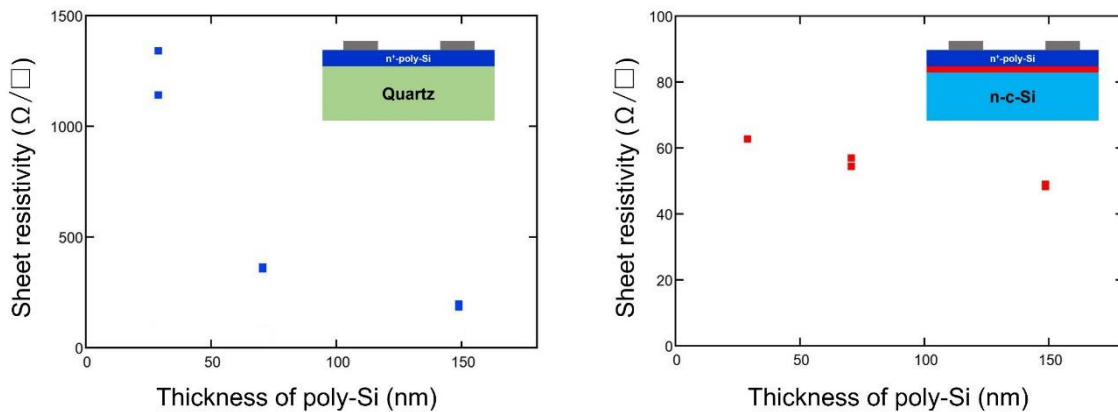 Sheet resistivity (Ω/□)
1500
1000
500
0
0
50
100
150
Thickness of poly-Si (nm)
n⁺-poly-Si
Quartz
Sheet resistivity (Ω/□)
100
80
60
40
20
0
0
50
100
150
Thickness of poly-Si (nm)
n⁺-poly-Si
n-c-Si